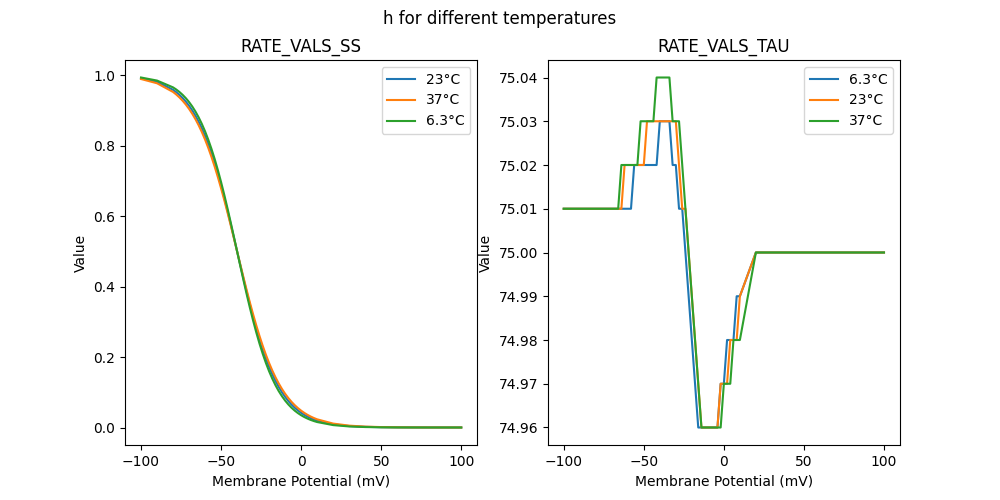 h for different temperatures
RATE_VALS_SS
Value
1.0
0.8
0.6
0.4
0.2
0.0
−100
−50
0
50
100
Membrane Potential (mV)
23°C
37°C
6.3°C
RATE_VALS_TAU
Value
75.04
75.03
75.02
75.01
75.00
74.99
74.98
74.97
74.96
−100
−50
0
50
100
Membrane Potential (mV)
6.3°C
23°C
37°C